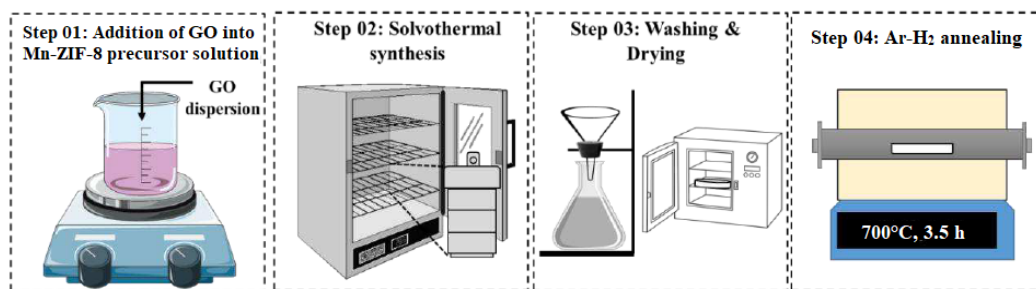 Step 01: Addition of GO into
Mn-ZIF-8 precursor solution
GO
dispersion
Step 02: Solvothermal
synthesis
Step 03: Washing &
Drying
Step 04: Ar-H₂ annealing
700°C, 3.5 h